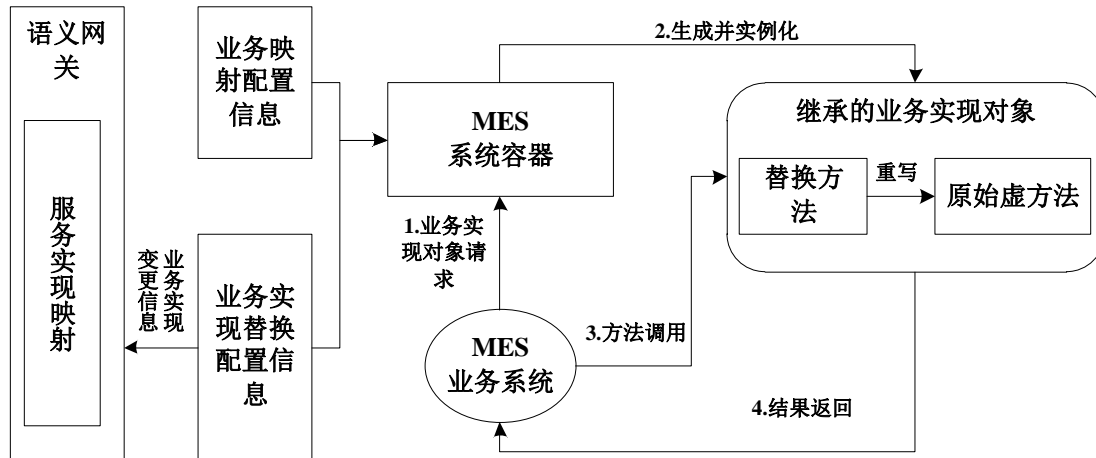 语义网
关
服务实现映射
业务映
射配置
信息
业务实现
变更信息
业务实
现替换
配置信
息
MES
系统容器
1.业务实
现对象请
求
MES
业务系统
2.生成并实例化
3.方法调用
继承的业务实现对象
替换方
法
重写
原始虚方法
4.结果返回